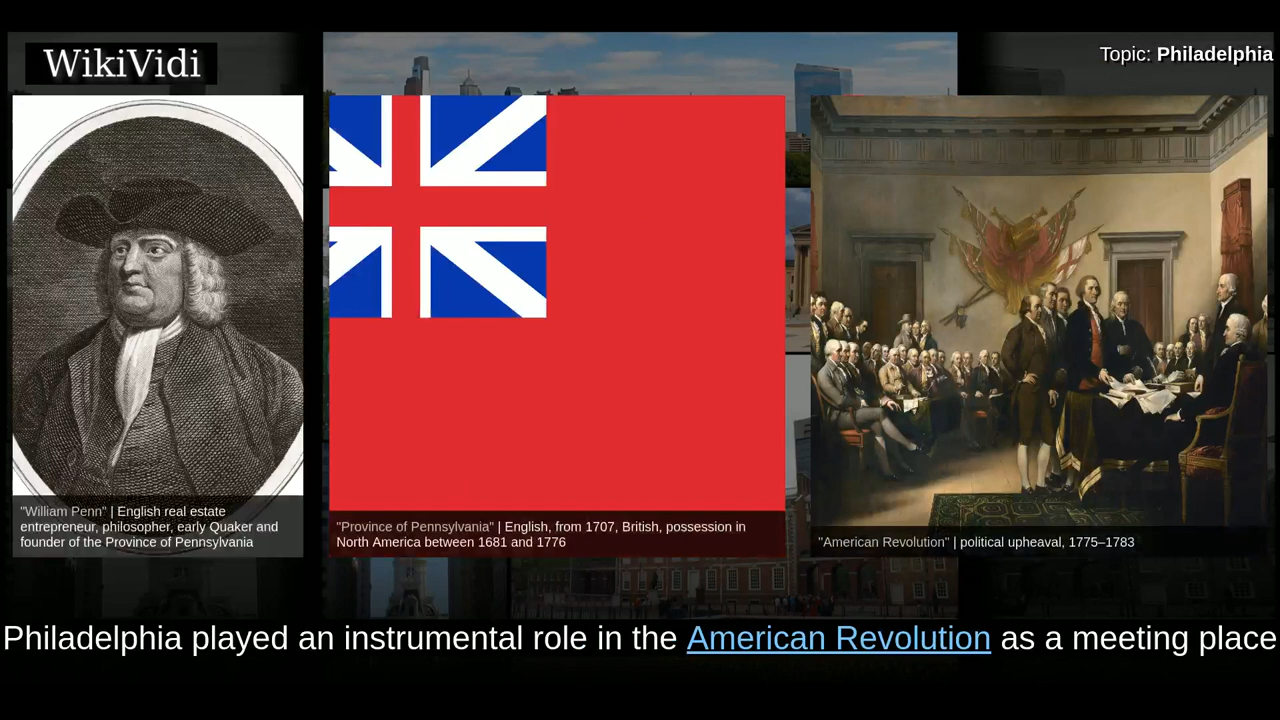 WikiVidi
Topic: Philadelphia
"William Penn" | English real estate
entrepreneur, philosopher, early Quaker and
founder of the Province of Pennsylvania
"Province of Pennsylvania" | English, from 1707, British, possession in
North America between 1681 and 1776
"American Revolution" | political upheaval, 1775–1783
Philadelphia played an instrumental role in the American Revolution as a meeting place